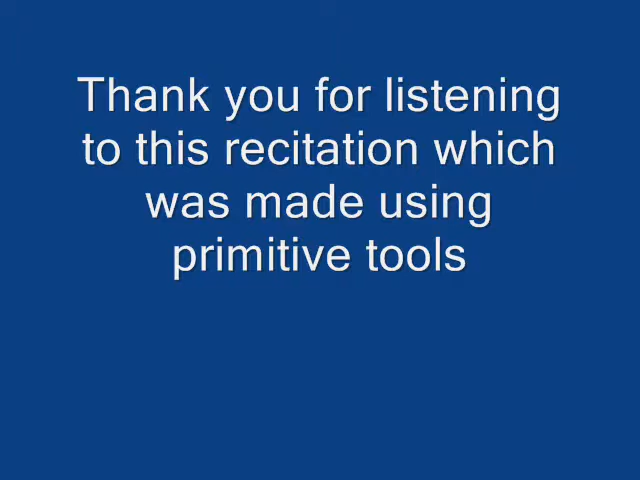 Thank you for listening
to this recitation which
was made using
primitive tools